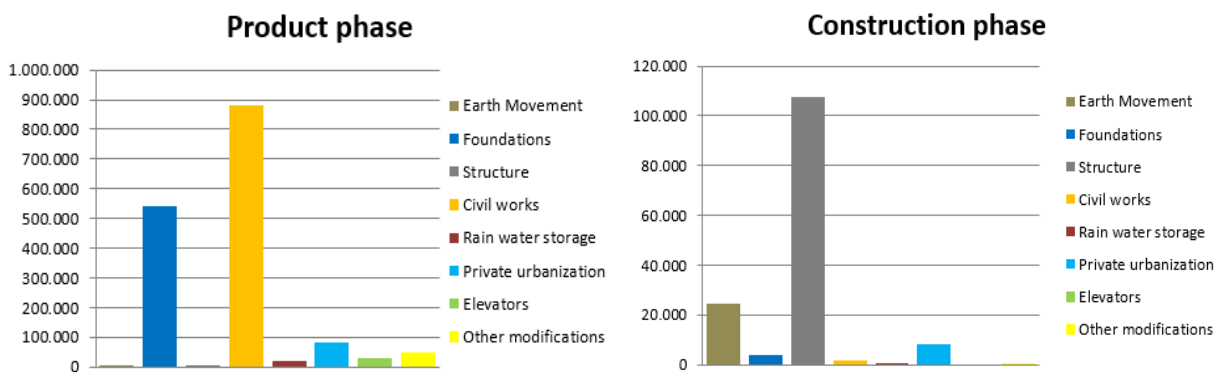 Product phase
1.000.000
900.000
800.000
700.000
600.000
500.000
400.000
300.000
200.000
100.000
0
Earth Movement
Foundations
Structure
Civil works
Rain water storage
Private urbanization
Elevators
Other modifications
Construction phase
120.000
100.000
80.000
60.000
40.000
20.000
0
Earth Movement
Foundations
Structure
Civil works
Rain water storage
Private urbanization
Elevators
Other modifications